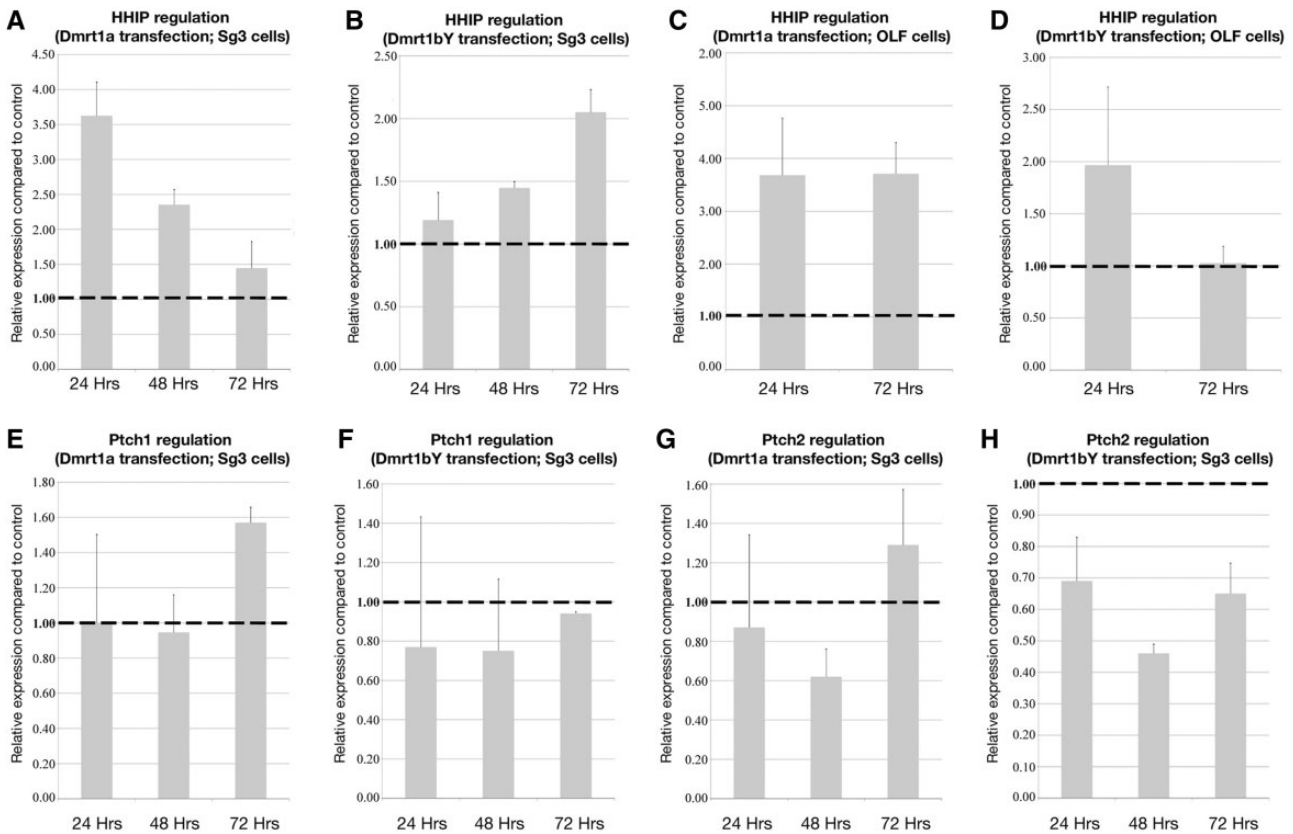 A
HHIP regulation
(Dmrt1a transfection; Sg3 cells)
Relative expression compared to control
4.50
4.00
3.50
3.00
2.50
2.00
1.50
1.00
0.50
0.00
24 Hrs 48 Hrs 72 Hrs
B
HHIP regulation
(Dmrt1bY transfection; Sg3 cells)
Relative expression compared to control
2.50
2.00
1.50
1.00
0.50
0.00
24 Hrs 48 Hrs 72 Hrs
C
HHIP regulation
(Dmrt1a transfection; OLF cells)
Relative expression compared to control
2.00
5.00
4.00
3.00
2.00
1.00
0.00
24 Hrs 72 Hrs
D
HHIP regulation
(Dmrt1bY transfection; OLF cells)
Relative expression compared to control
3.00
2.00
2.00
1.50
1.00
0.50
0.00
24 Hrs 72 Hrs
E
Ptch1 regulation
(Dmrt1a transfection; Sg3 cells)
Relative expression compared to control
1.80
1.60
1.40
1.20
1.00
0.80
0.60
0.40
0.20
0.00
24 Hrs 48 Hrs 72 Hrs
F
Ptch1 regulation
(Dmrt1bY transfection; Sg3 cells)
Relative expression compared to control
1.60
1.40
1.20
1.00
0.80
0.60
0.40
0.20
0.00
24 Hrs 48 Hrs 72 Hrs
G
Ptch2 regulation
(Dmrt1a transfection; Sg3 cells)
Relative expression compared to control
1.60
1.40
1.20
1.00
0.80
0.60
0.40
0.20
0.00
24 Hrs 48 Hrs 72 Hrs
H
Ptch2 regulation
(Dmrt1bY transfection; Sg3 cells)
Relative expression compared to control
1.00
0.90
0.80
0.70
0.60
0.50
0.40
0.30
0.20
0.10
0.00
24 Hrs 48 Hrs 72 Hrs